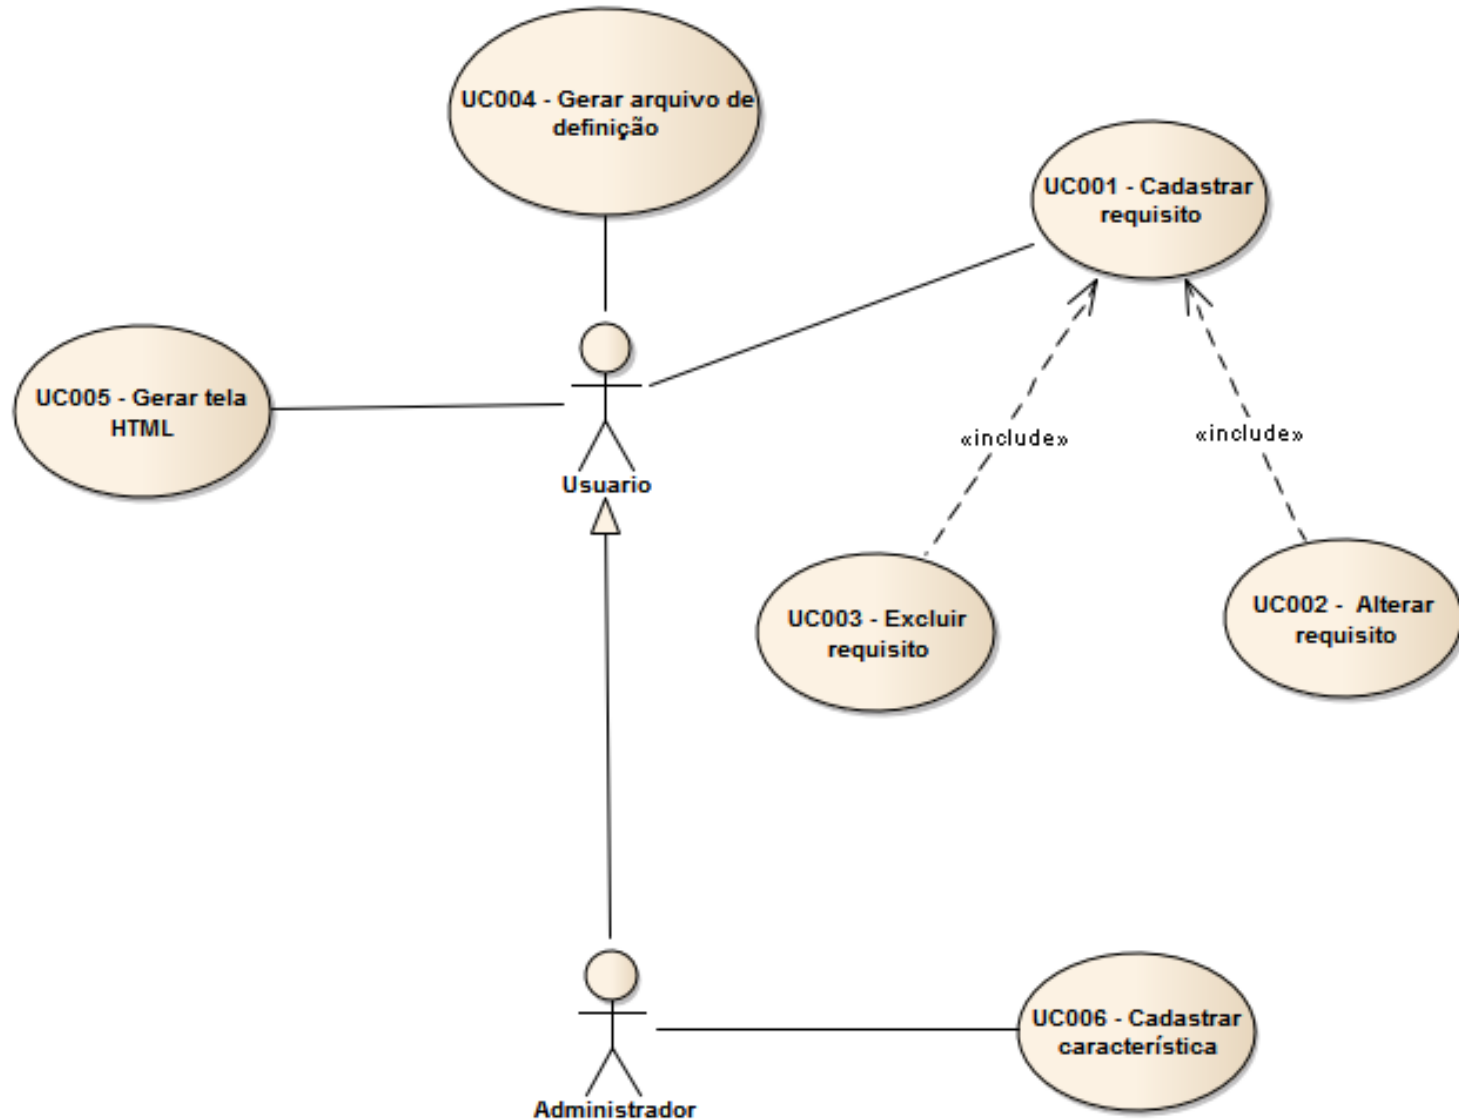 UC004 - Gerar arquivo de
definição
UC001 - Cadastrar
requisito
UC005 - Gerar tela
HTML
Usuario
«include»
«include»
UC003 - Excluir
requisito
UC002 -  Alterar
requisito
UC006 - Cadastrar
característica
Administrador